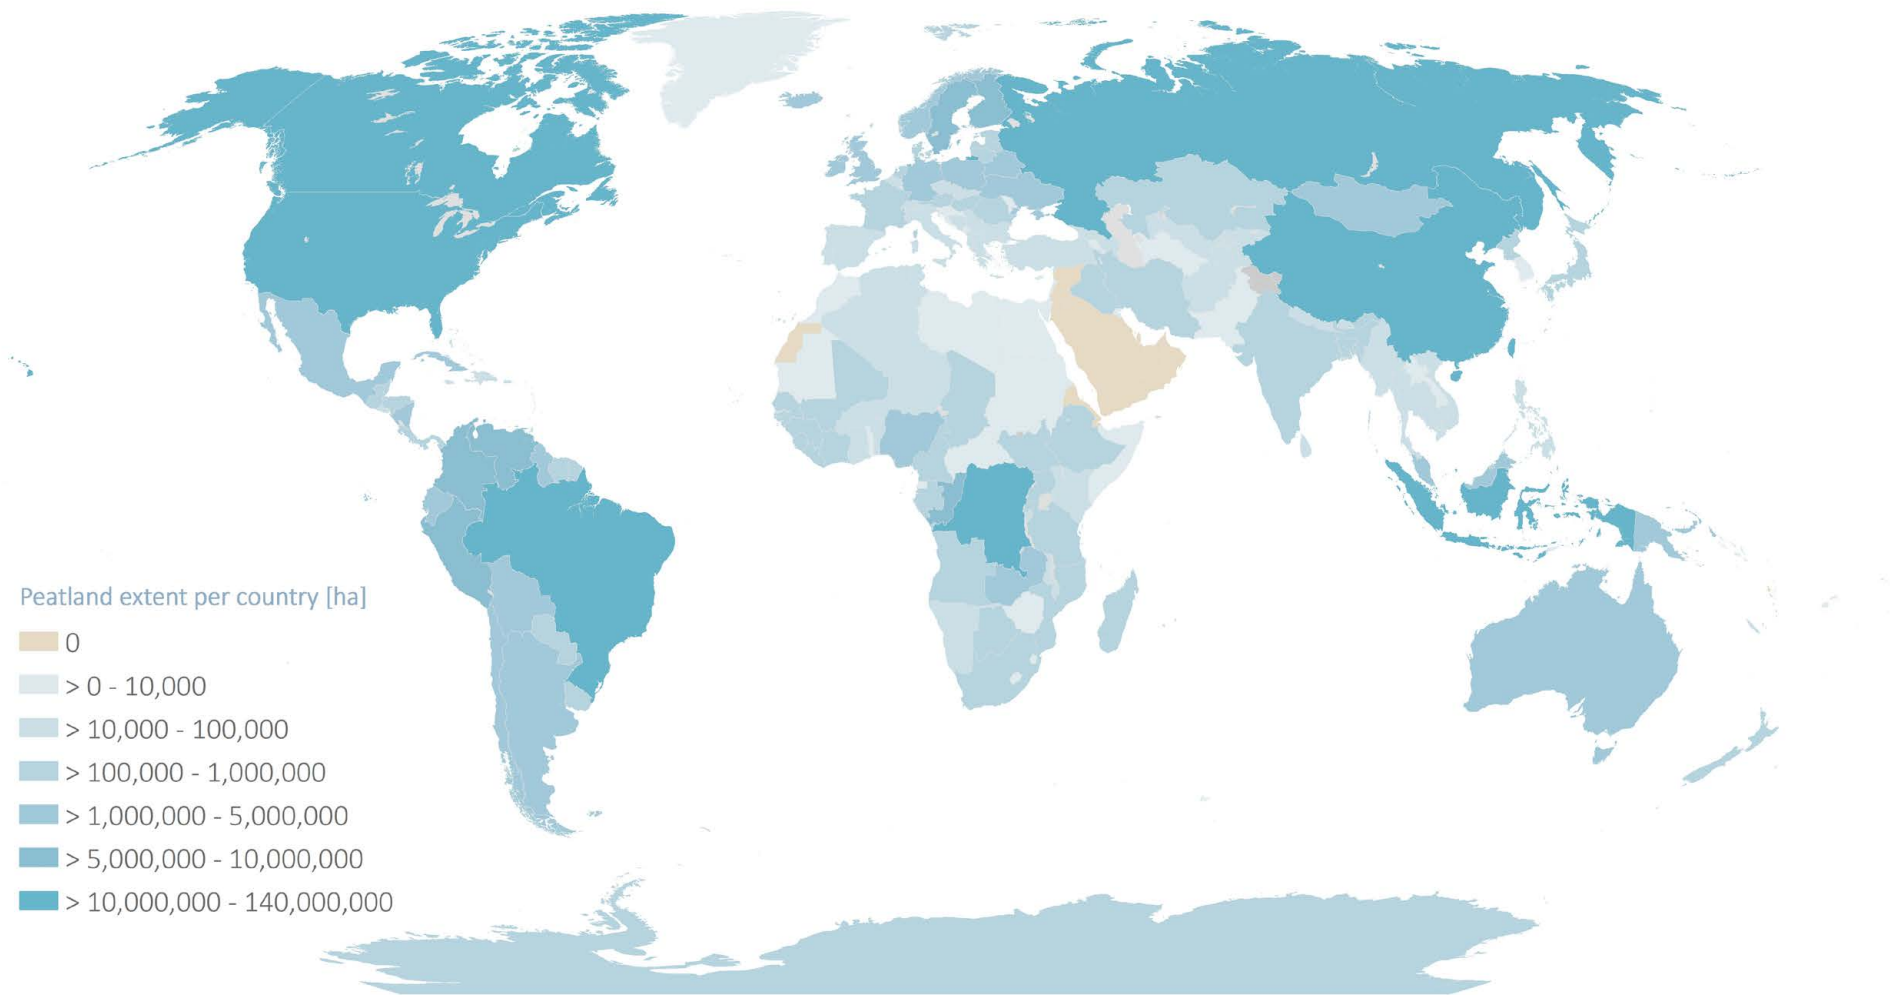 Peatland extent per country [ha]
0
> 0 - 10,000
> 10,000 - 100,000
> 100,000 - 1,000,000
> 1,000,000 - 5,000,000
> 5,000,000 - 10,000,000
> 10,000,000 - 140,000,000